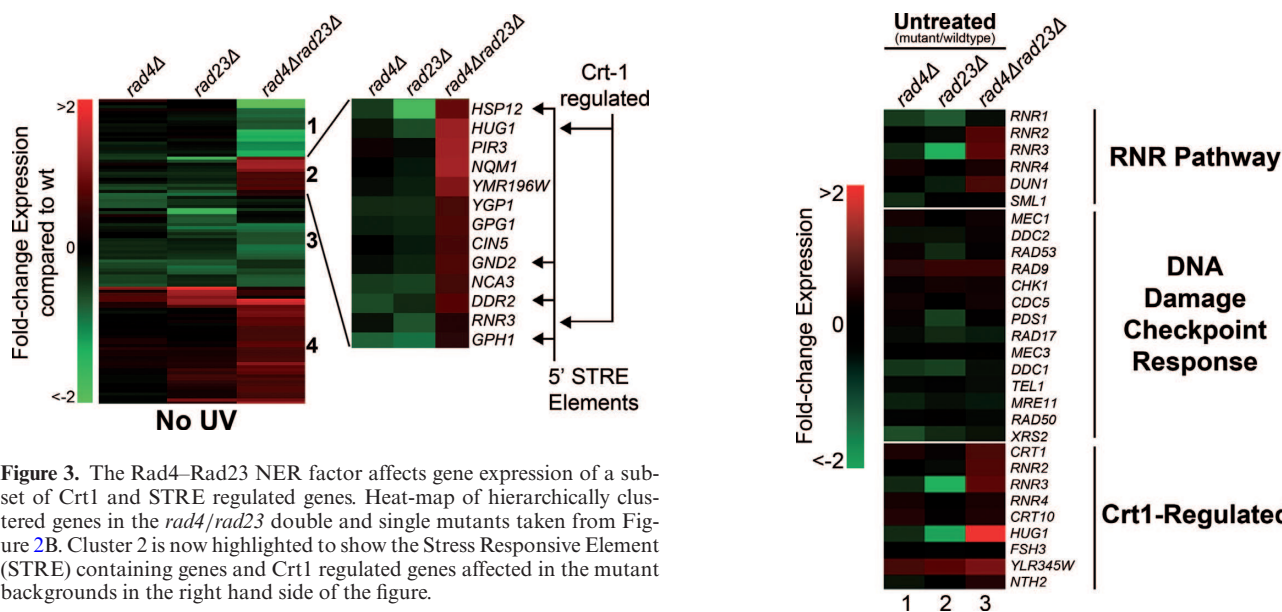 rad4Δ
rad23Δ
rad4Δrad23Δ
>2
0
<-2
Fold-change Expression
compared to wt
1
2
3
4
No UV
rad4Δ
rad23Δ
rad4Δrad23Δ
HSP12
HUG1
PIR3
NQM1
YMR196W
YGP1
GPG1
CIN5
GND2
NCA3
DDR2
RNR3
GPH1
Crt-1
regulated
5' STRE
Elements
Figure 3. The Rad4–Rad23 NER factor affects gene expression of a sub-
set of Crt1 and STRE regulated genes. Heat-map of hierarchically clus-
tered genes in the rad4/rad23 double and single mutants taken from Fig-
ure 2B. Cluster 2 is now highlighted to show the Stress Responsive Element
(STRE) containing genes and Crt1 regulated genes affected in the mutant
backgrounds in the right hand side of the figure.
Untreated
(mutant/wildtype)
rad4Δ
rad23Δ
rad4Δrad23Δ
>2
0
<-2
Fold-change Expression
RNR1
RNR2
RNR3
RNR4
DUN1
SML1
MEC1
DDC2
RAD53
RAD9
CHK1
CDC5
PDS1
RAD17
MEC3
DDC1
TEL1
MRE11
RAD50
XRS2
CRT1
RNR2
RNR3
RNR4
CRT10
HUG1
FSH3
YLR345W
NTH2
1 2 3
RNR Pathway
DNA
Damage
Checkpoint
Response
Crt1-Regulated